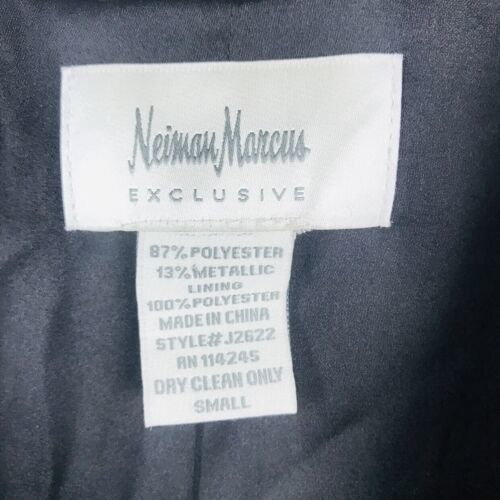 Neiman Marcus
EXCLUSIVE
87% POLYESTER
13% METALLIC
LINING
100% POLYESTER
MADE IN CHINA
STYLE# J2622
RN 114245
DRY CLEAN ONLY
SMALL